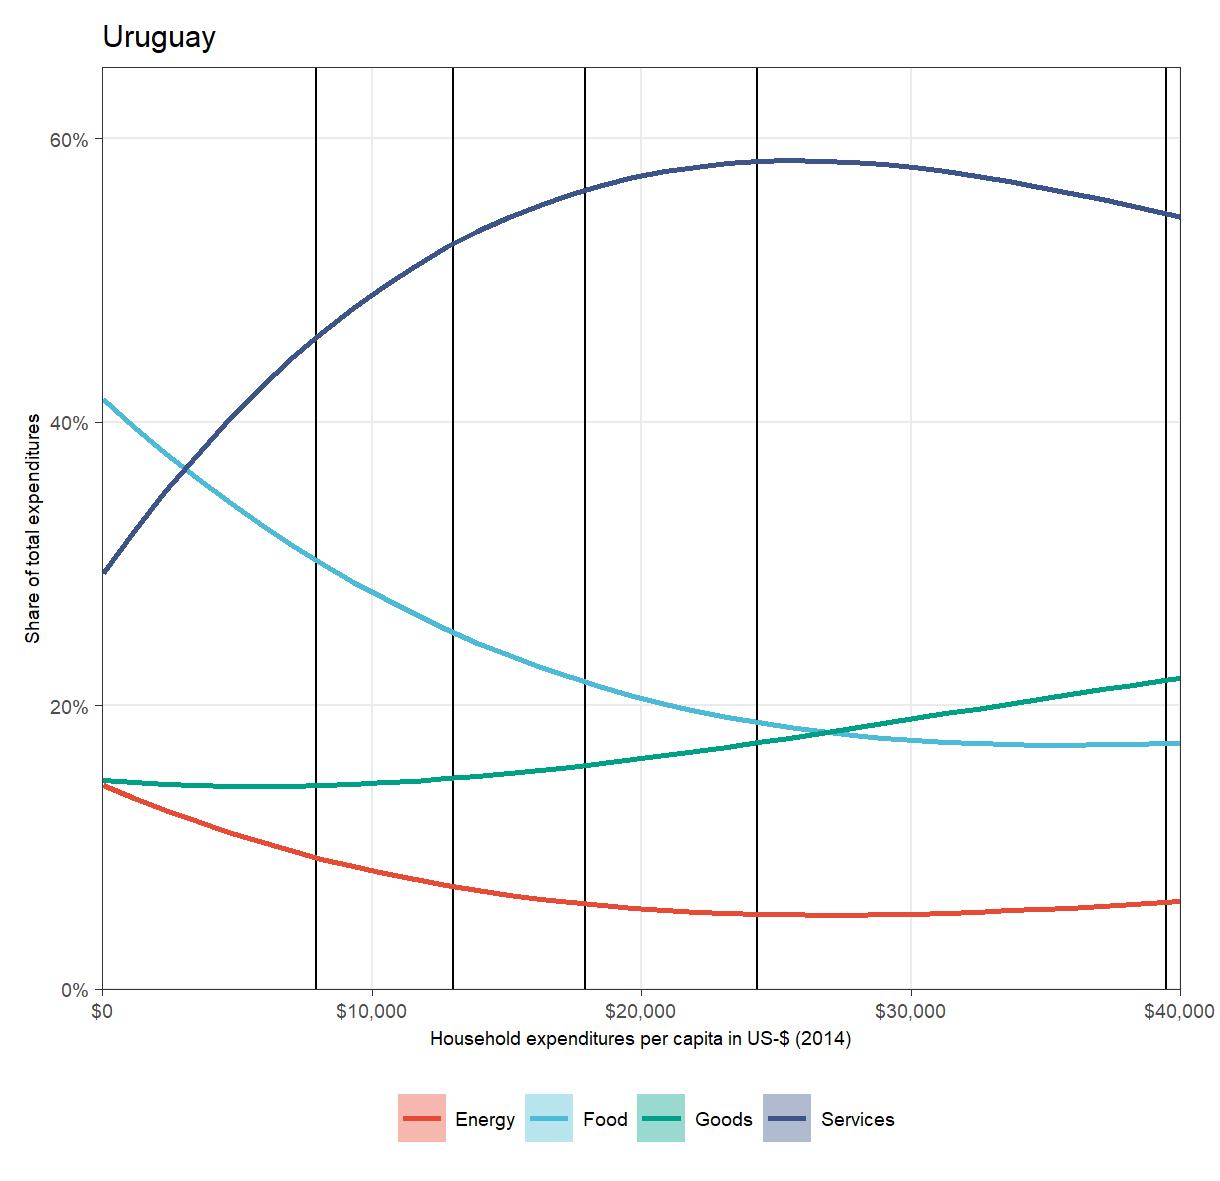 Uruguay
60%
40%
20%
0%
Share of total expenditures
$0 $10,000 $20,000 $30,000 $40,000
Household expenditures per capita in US-$ (2014)
Energy Food Goods Services